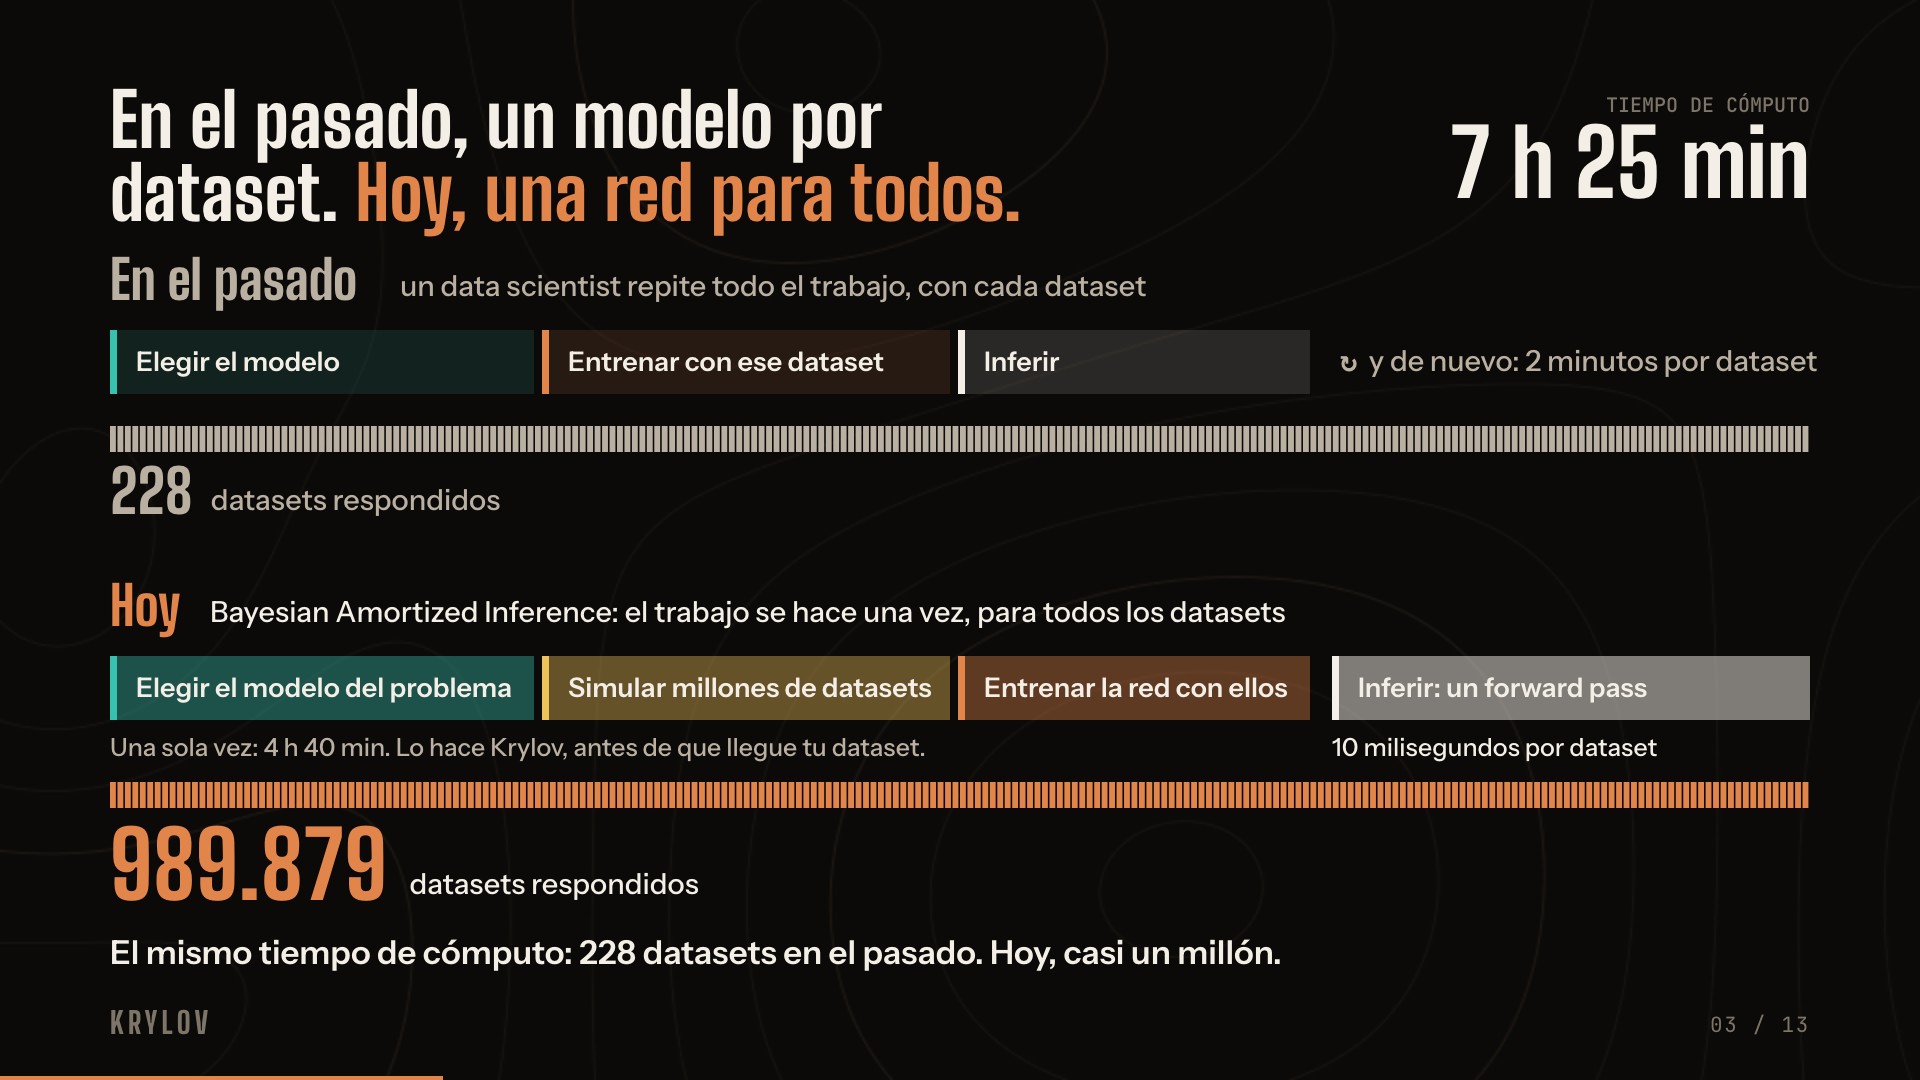 En el pasado, un modelo por
dataset. Hoy, una red para todos.
TIEMPO DE CÓMPUTO
7 h 25 min
En el pasado un data scientist repite todo el trabajo, con cada dataset
Elegir el modelo
Entrenar con ese dataset
Inferir
↻ y de nuevo: 2 minutos por dataset
228 datasets respondidos
Hoy Bayesian Amortized Inference: el trabajo se hace una vez, para todos los datasets
Elegir el modelo del problema
Simular millones de datasets
Entrenar la red con ellos
Inferir: un forward pass
Una sola vez: 4 h 40 min. Lo hace Krylov, antes de que llegue tu dataset.
10 milisegundos por dataset
989.879 datasets respondidos
El mismo tiempo de cómputo: 228 datasets en el pasado. Hoy, casi un millón.
KRYLOV
03 / 13